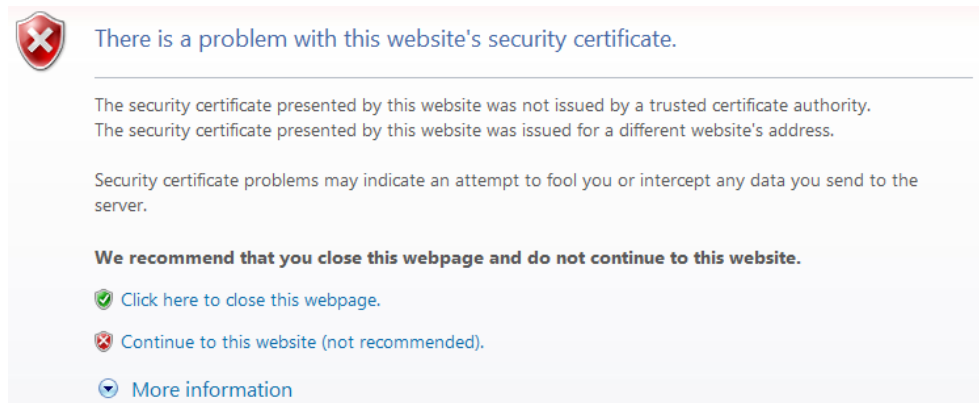 There is a problem with this website's security certificate.
The security certificate presented by this website was not issued by a trusted certificate authority.
The security certificate presented by this website was issued for a different website's address.
Security certificate problems may indicate an attempt to fool you or intercept any data you send to the
server.
We recommend that you close this webpage and do not continue to this website.
Click here to close this webpage.
Continue to this website (not recommended).
More information